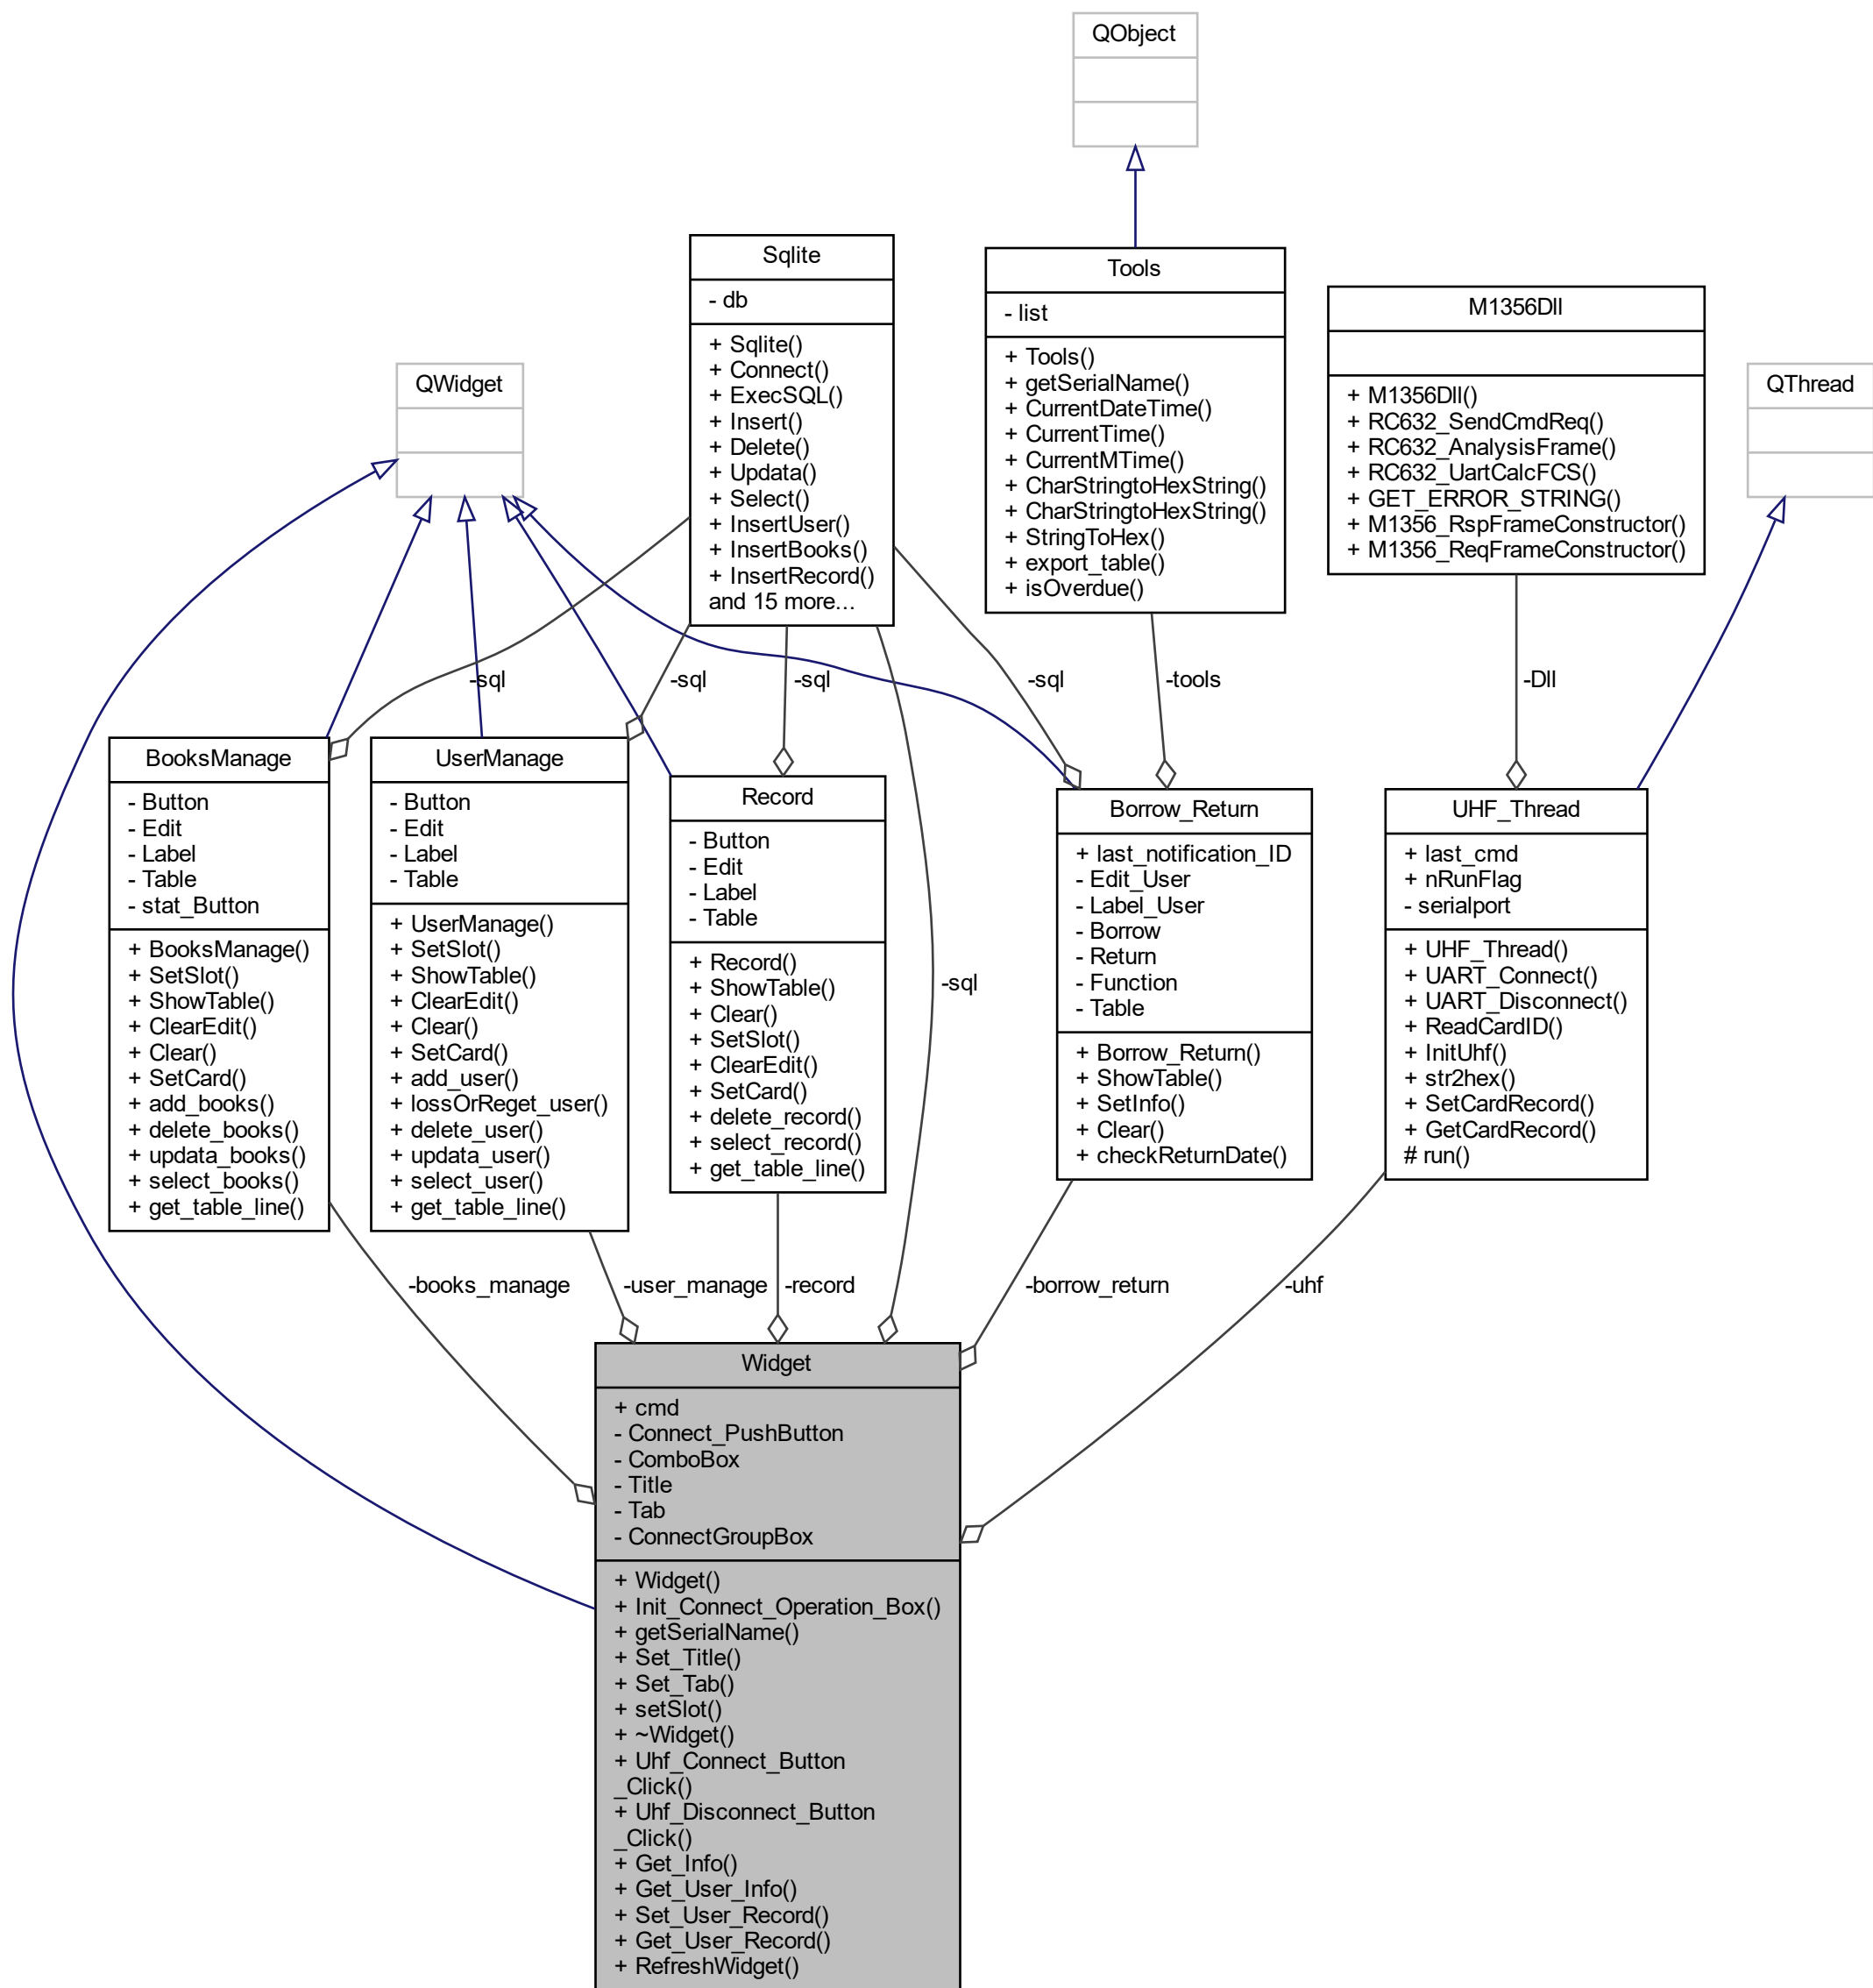 QObject
Sqlite
- db
+ Sqlite()
+ Connect()
+ ExecSQL()
+ Insert()
+ Delete()
+ Updata()
+ Select()
+ InsertUser()
+ InsertBooks()
+ InsertRecord()
and 15 more...
Tools
- list
+ Tools()
+ getSerialName()
+ CurrentDateTime()
+ CurrentTime()
+ CurrentMTime()
+ CharStringtoHexString()
+ CharStringtoHexString()
+ StringToHex()
+ export_table()
+ isOverdue()
M1356Dll
+ M1356Dll()
+ RC632_SendCmdReq()
+ RC632_AnalysisFrame()
+ RC632_UartCalcFCS()
+ GET_ERROR_STRING()
+ M1356_RspFrameConstructor()
+ M1356_ReqFrameConstructor()
QWidget
QThread
-sql
-sql
-sql
-sql
-tools
-Dll
BooksManage
- Button
- Edit
- Label
- Table
- stat_Button
+ BooksManage()
+ SetSlot()
+ ShowTable()
+ ClearEdit()
+ Clear()
+ SetCard()
+ add_books()
+ delete_books()
+ updata_books()
+ select_books()
+ get_table_line()
UserManage
- Button
- Edit
- Label
- Table
+ UserManage()
+ SetSlot()
+ ShowTable()
+ ClearEdit()
+ Clear()
+ SetCard()
+ add_user()
+ lossOrReget_user()
+ delete_user()
+ updata_user()
+ select_user()
+ get_table_line()
Record
- Button
- Edit
- Label
- Table
+ Record()
+ ShowTable()
+ Clear()
+ SetSlot()
+ ClearEdit()
+ SetCard()
+ delete_record()
+ select_record()
+ get_table_line()
-sql
Borrow_Return
+ last_notification_ID
- Edit_User
- Label_User
- Borrow
- Return
- Function
- Table
+ Borrow_Return()
+ ShowTable()
+ SetInfo()
+ Clear()
+ checkReturnDate()
UHF_Thread
+ last_cmd
+ nRunFlag
- serialport
+ UHF_Thread()
+ UART_Connect()
+ UART_Disconnect()
+ ReadCardID()
+ InitUhf()
+ str2hex()
+ SetCardRecord()
+ GetCardRecord()
# run()
-books_manage
-user_manage
-record
-borrow_return
-uhf
Widget
+ cmd
- Connect_PushButton
- ComboBox
- Title
- Tab
- ConnectGroupBox
+ Widget()
+ Init_Connect_Operation_Box()
+ getSerialName()
+ Set_Title()
+ Set_Tab()
+ setSlot()
+ ~Widget()
+ Uhf_Connect_Button
_Click()
+ Uhf_Disconnect_Button
_Click()
+ Get_Info()
+ Get_User_Info()
+ Set_User_Record()
+ Get_User_Record()
+ RefreshWidget()